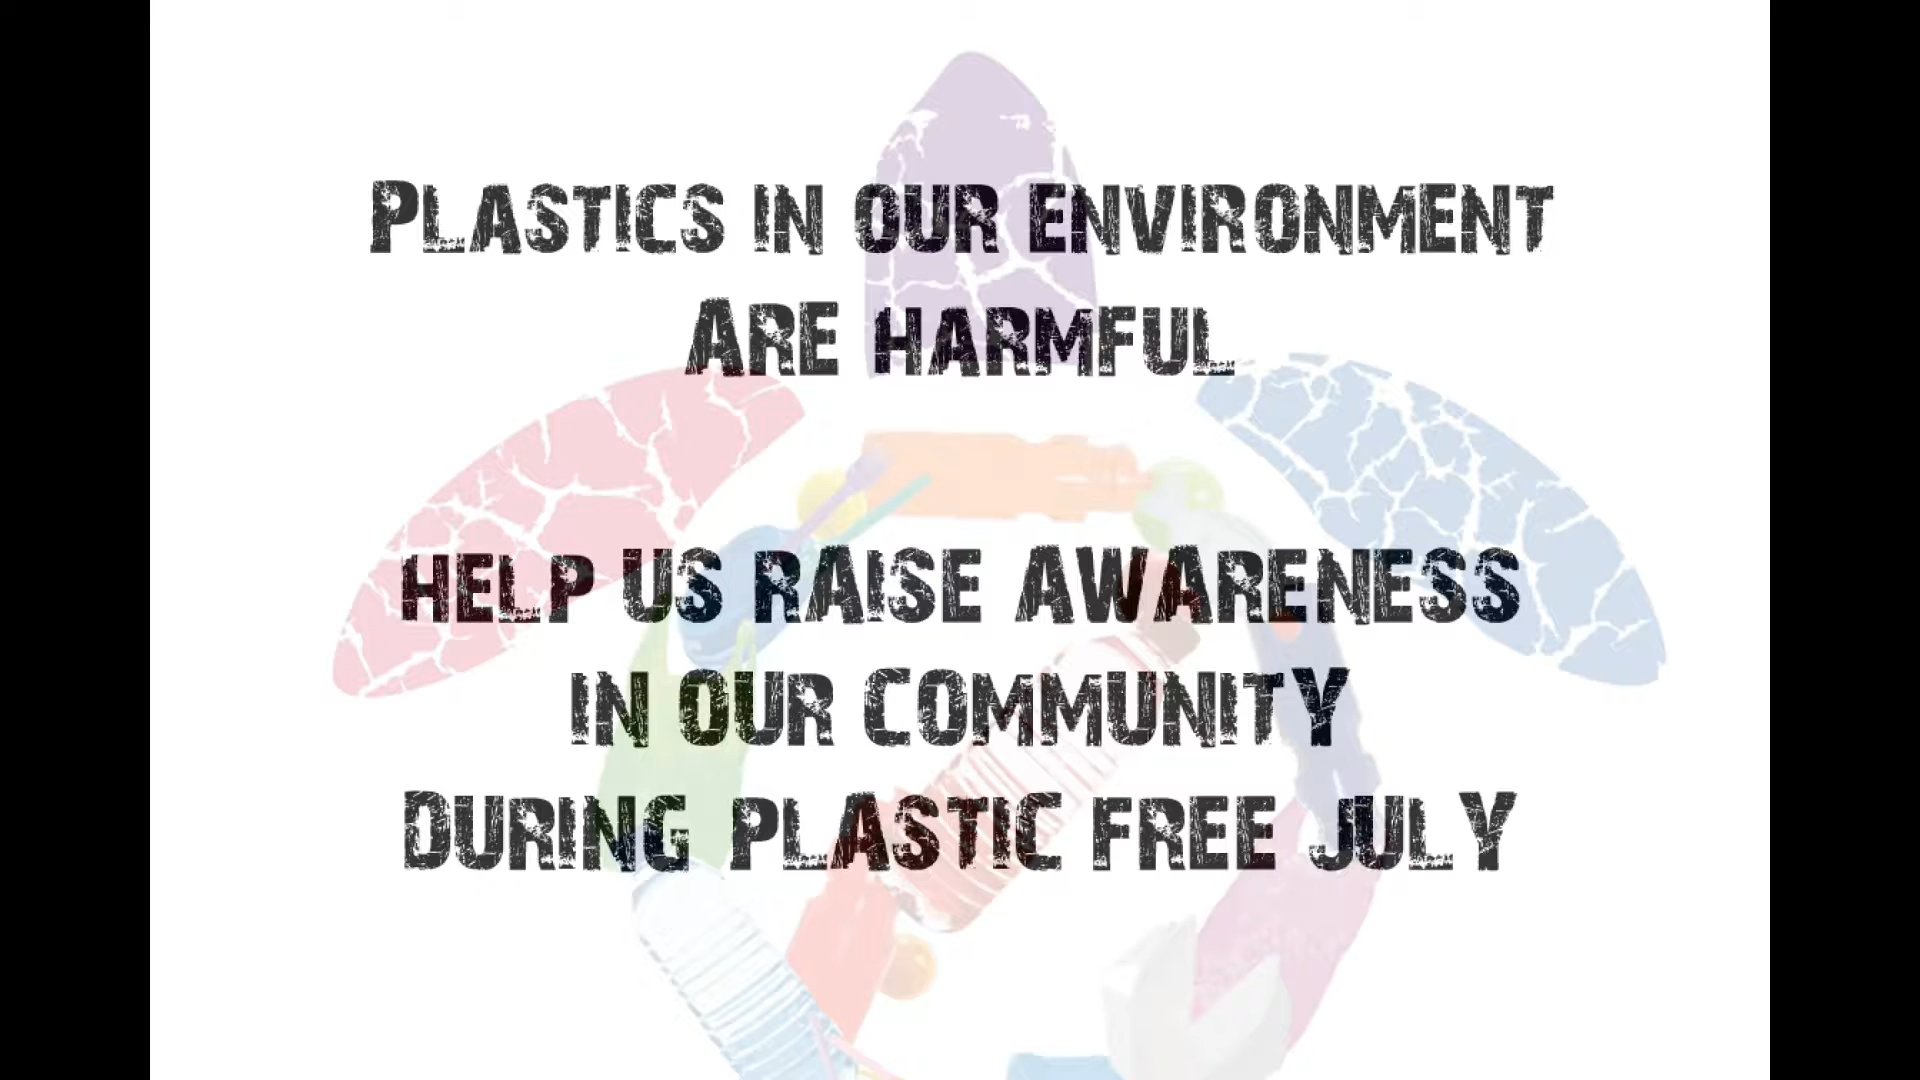 Plastics in our Environment
Are harmful
Help us raise awareness
in our Community
During Plastic Free July